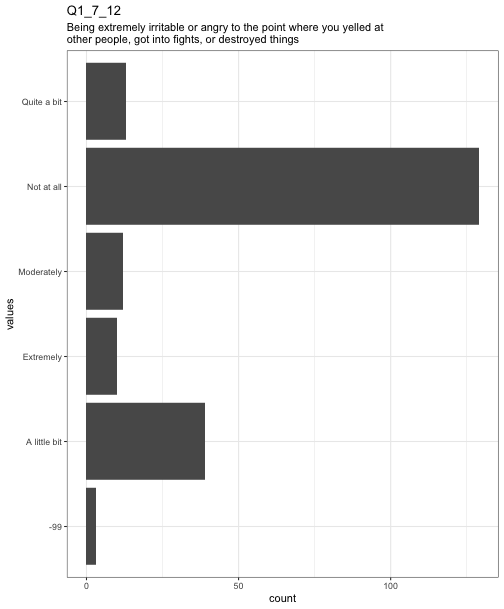 Q1_7_12
Being extremely irritable or angry to the point where you yelled at
other people, got into fights, or destroyed things
Quite a bit
Not at all
Moderately
Extremely
A little bit
-99
values
0 50 100
count